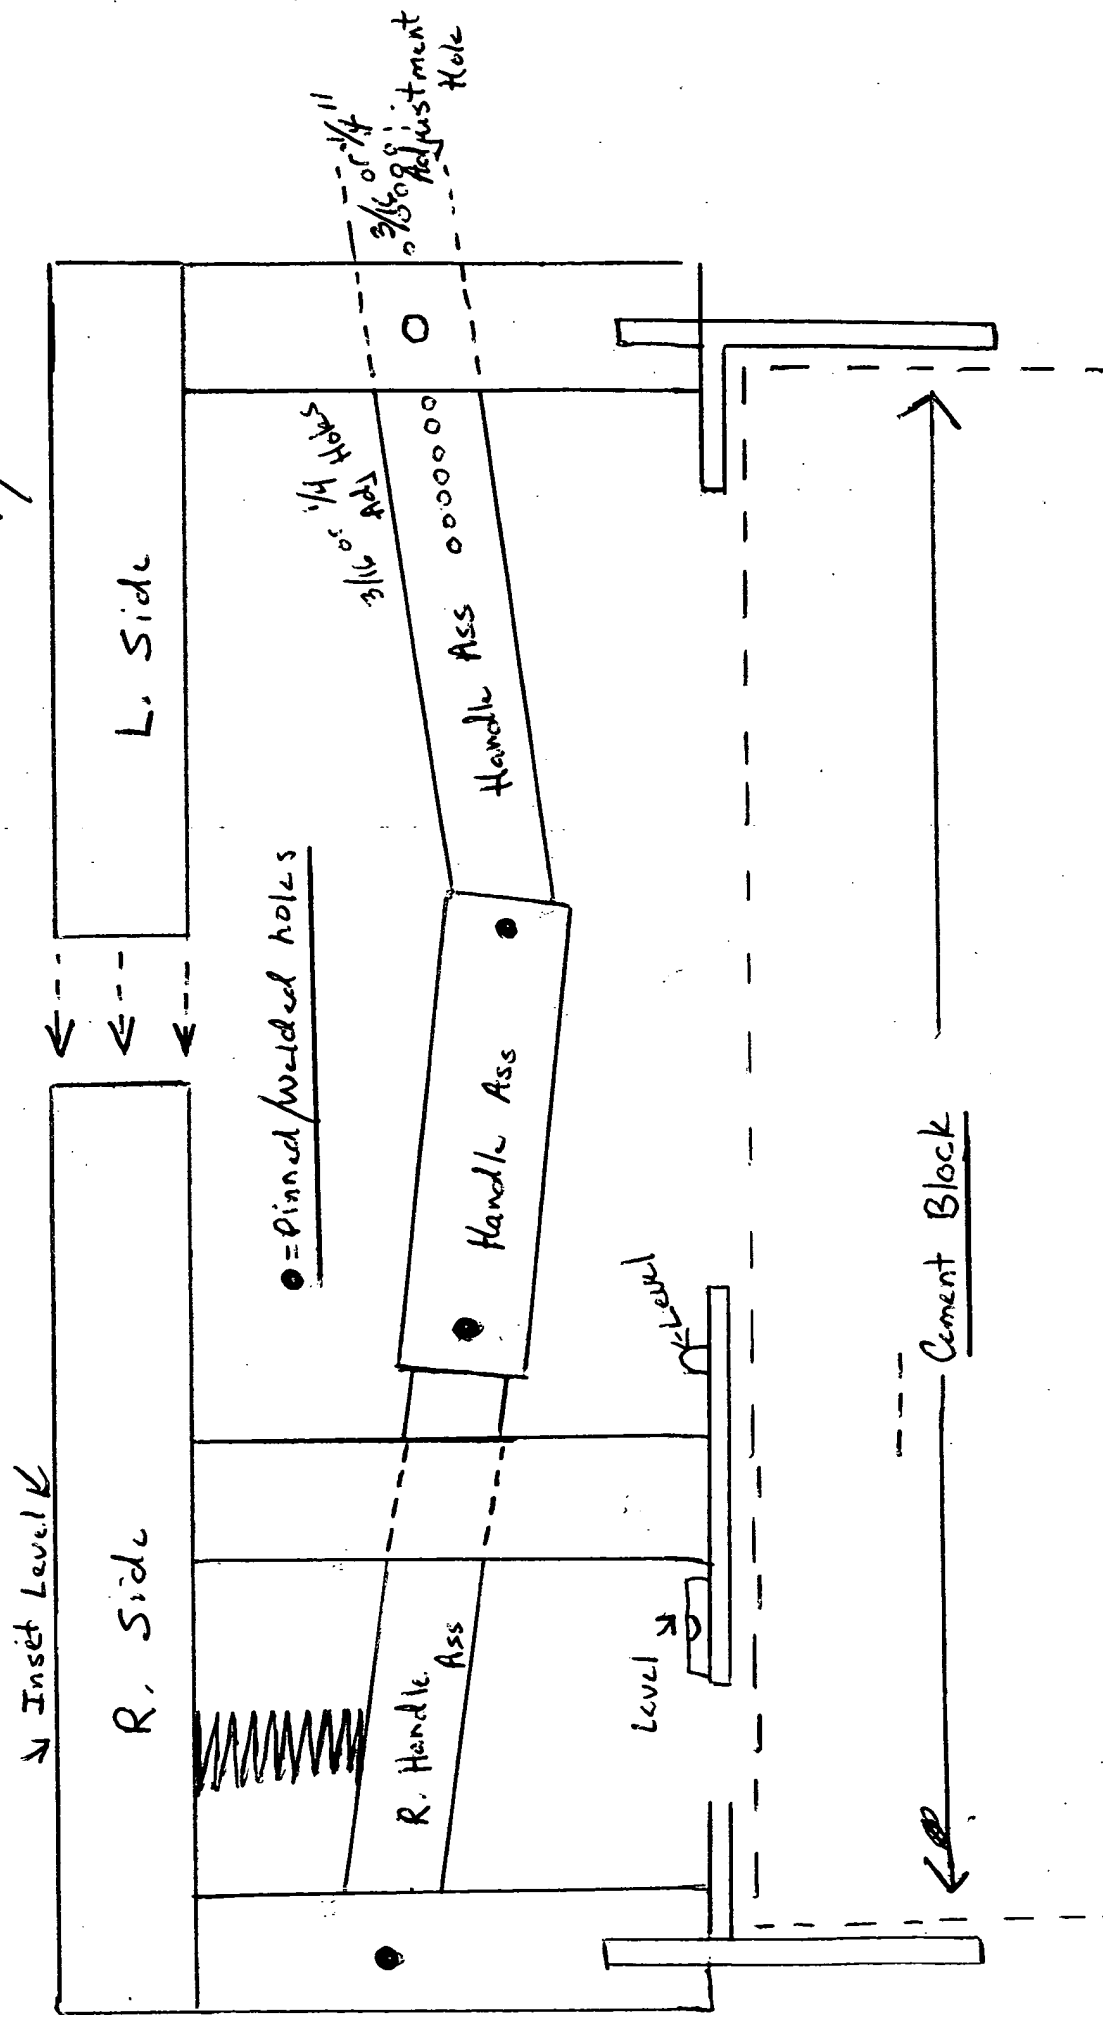 ↘ Inset Level ↙
R. Side
L. Side
●=Pinned/Welded holes
R. Handle
Ass
Handle Ass
Handle Ass
3/16 or 1/4 Holes
Adj
3/16 or 1/4"
Adjustment
Hole
Level
←Level
Cement Block